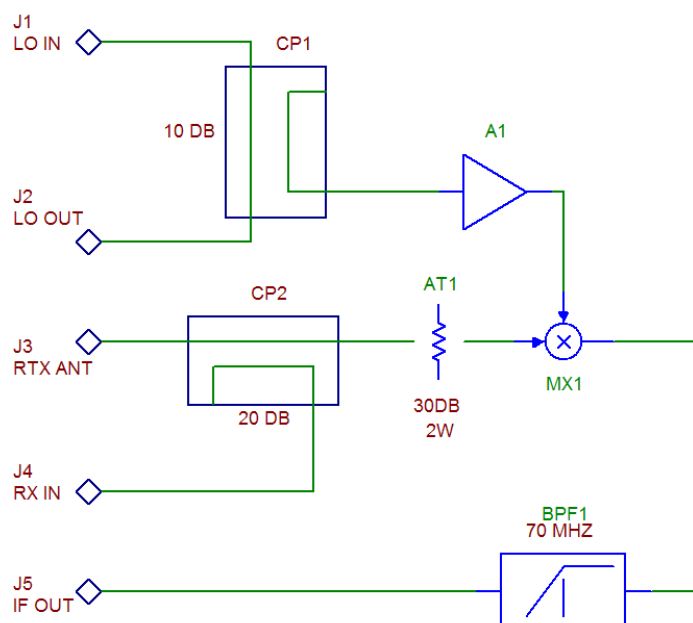 J1
LO IN
CP1
10 DB
A1
J2
LO OUT
CP2
AT1
J3
RTX ANT
MX1
20 DB
30DB
2W
J4
RX IN
BPF1
70 MHZ
J5
IF OUT